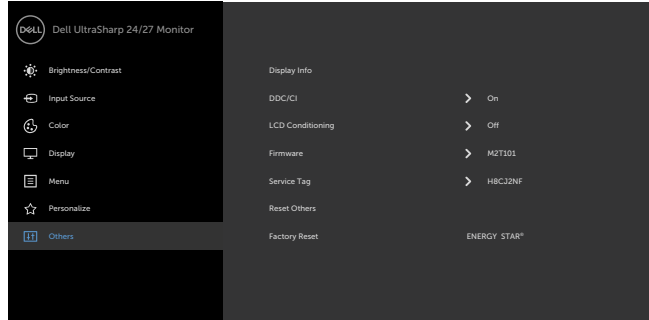 DELL Dell UltraSharp 24/27 Monitor
Brightness/Contrast Display Info
Input Source DDC/CI On
Color LCD Conditioning Off
Display Firmware M2T101
Menu Service Tag H8CJ2NF
Personalize Reset Others
Others Factory Reset ENERGY STAR®